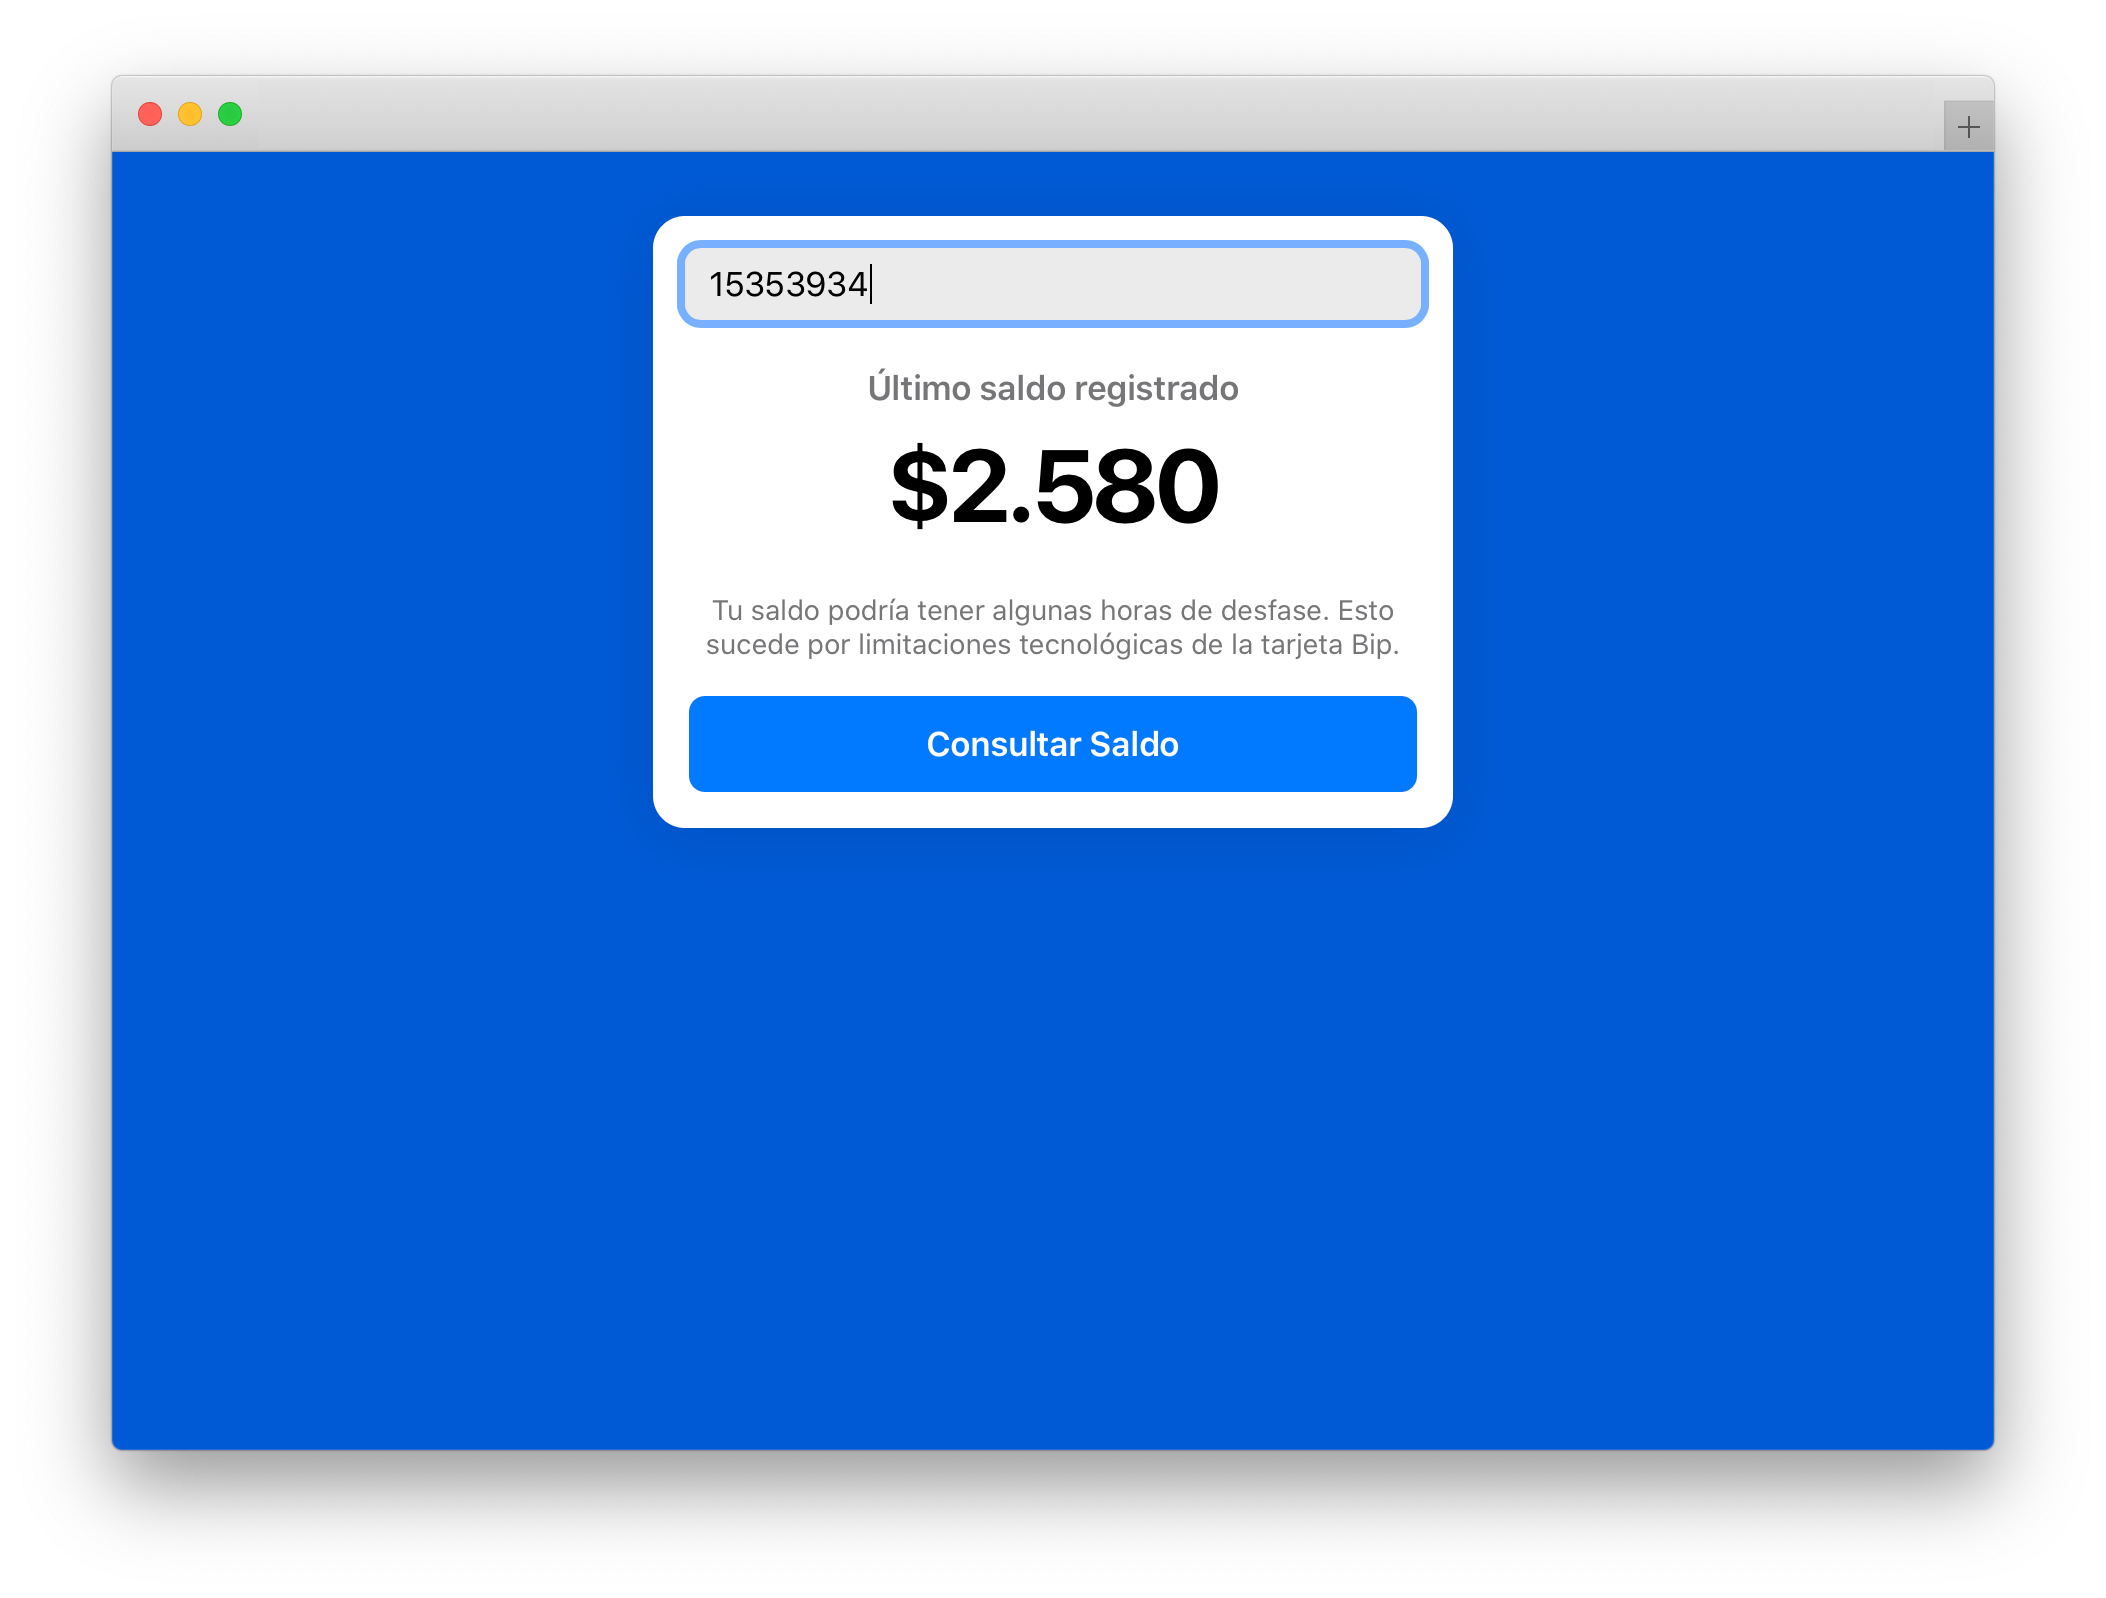 15353934
Último saldo registrado
$2.580
Tu saldo podría tener algunas horas de desfase. Esto
sucede por limitaciones tecnológicas de la tarjeta Bip.
Consultar Saldo